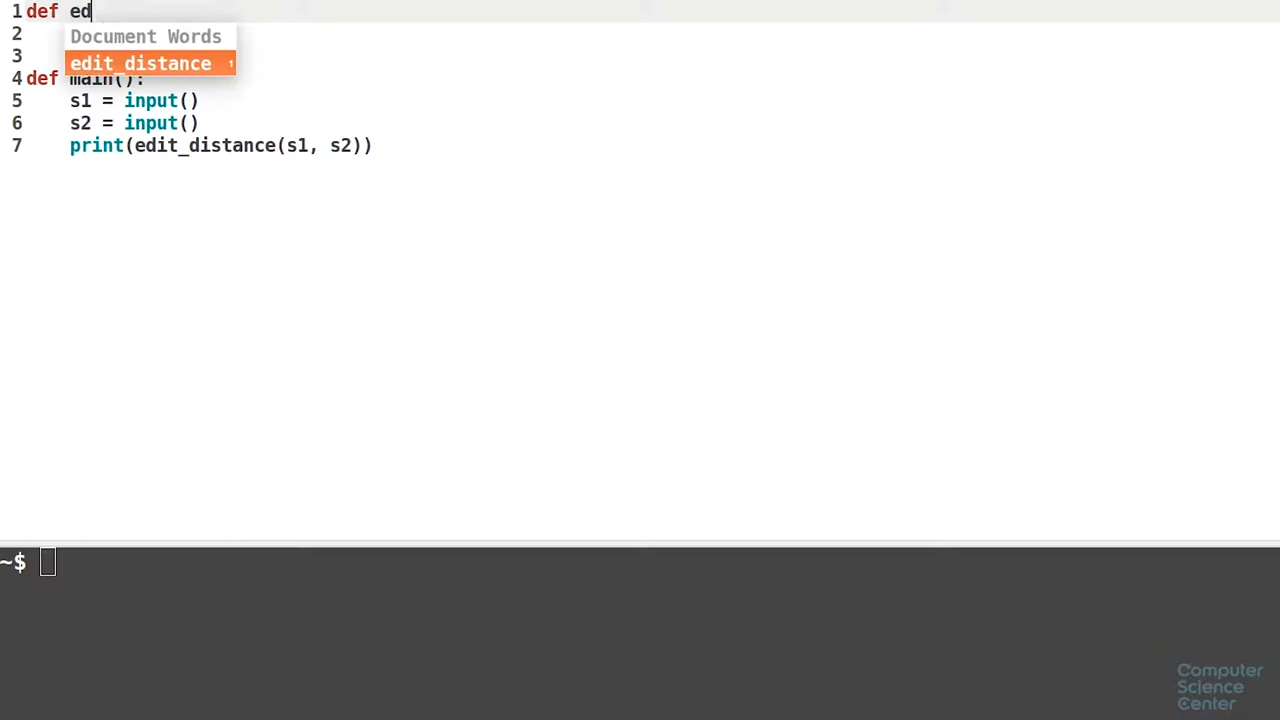 1 def ed
2 Document Words
3 edit_distance
4 def main():
5 s1 = input()
6 s2 = input()
7 print(edit_distance(s1, s2))
~$
Computer
Science
Center